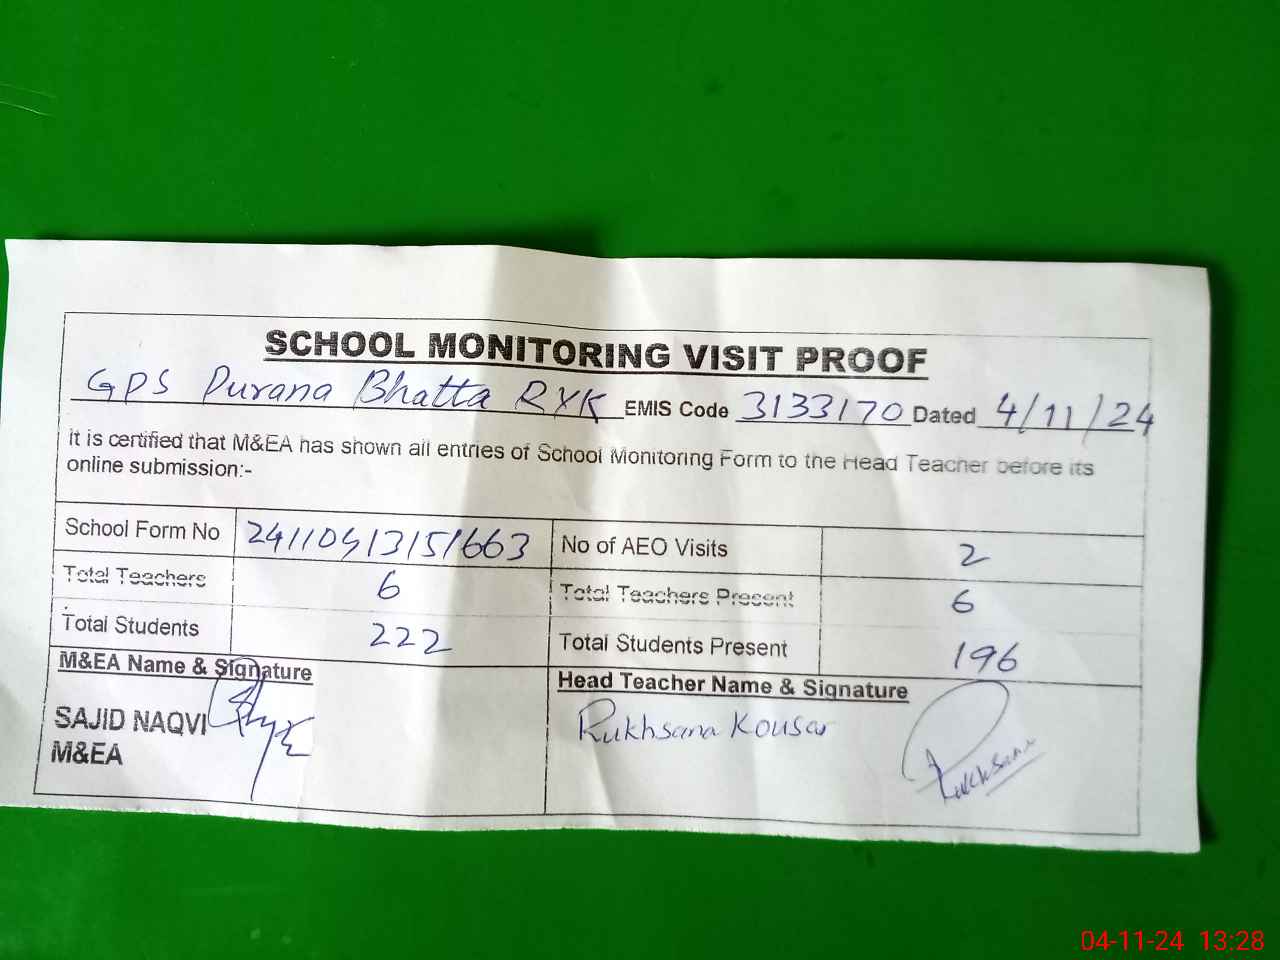 SCHOOL MONITORING VISIT PROOF
GPS Purana Bhatta RYK EMIS Code 3133170 Dated 4/11/24
It is certified that M&EA has shown all entries of School Monitoring Form to the Head Teacher before its
online submission:-
School Form No 24110413151663 No of AEO Visits 2
Total Teachers 6 Total Teachers Present 6
Total Students 222 Total Students Present 196
M&EA Name & Signature Head Teacher Name & Signature
SAJID NAQVI Rukhsana Kousar
M&EA Rukhsana
04-11-24 13:28